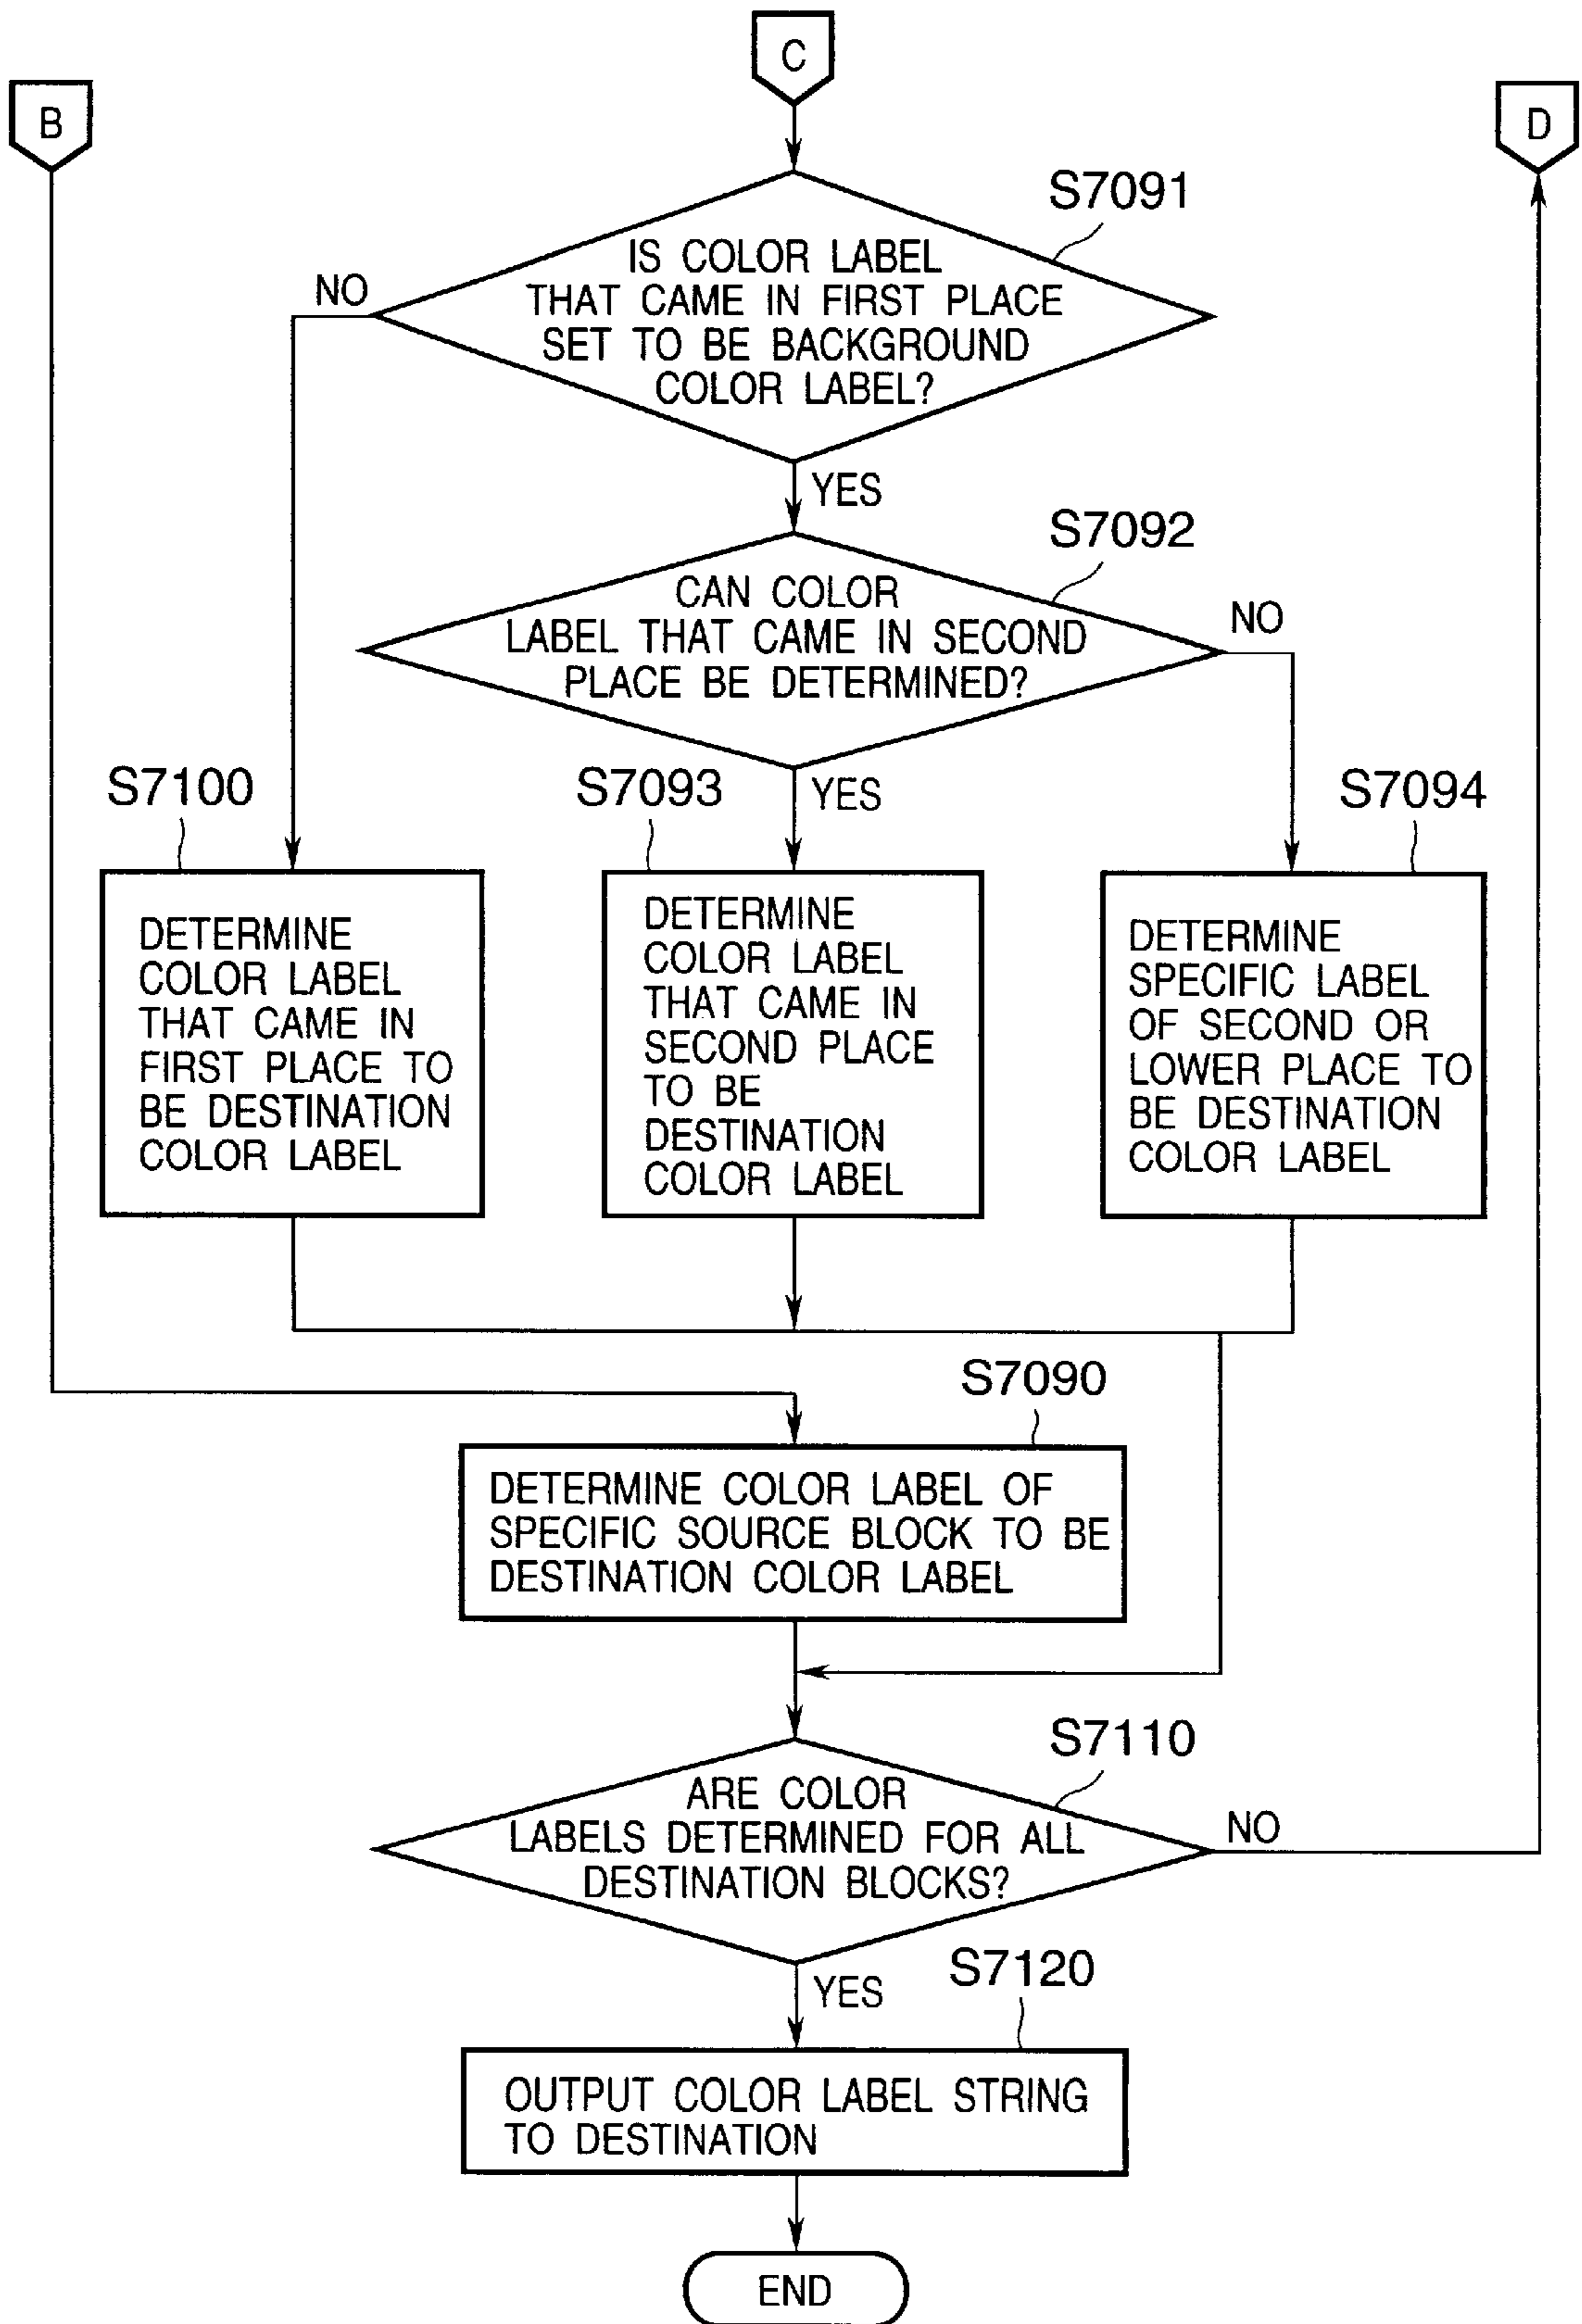 C
B
D
S7091
IS COLOR LABEL
THAT CAME IN FIRST PLACE
SET TO BE BACKGROUND
COLOR LABEL?
NO
YES
S7092
CAN COLOR
LABEL THAT CAME IN SECOND
PLACE BE DETERMINED?
NO
YES
S7100
DETERMINE
COLOR LABEL
THAT CAME IN
FIRST PLACE TO
BE DESTINATION
COLOR LABEL
S7093
DETERMINE
COLOR LABEL
THAT CAME IN
SECOND PLACE
TO BE
DESTINATION
COLOR LABEL
S7094
DETERMINE
SPECIFIC LABEL
OF SECOND OR
LOWER PLACE TO
BE DESTINATION
COLOR LABEL
S7090
DETERMINE COLOR LABEL OF
SPECIFIC SOURCE BLOCK TO BE
DESTINATION COLOR LABEL
S7110
ARE COLOR
LABELS DETERMINED FOR ALL
DESTINATION BLOCKS?
NO
YES
S7120
OUTPUT COLOR LABEL STRING
TO DESTINATION
END